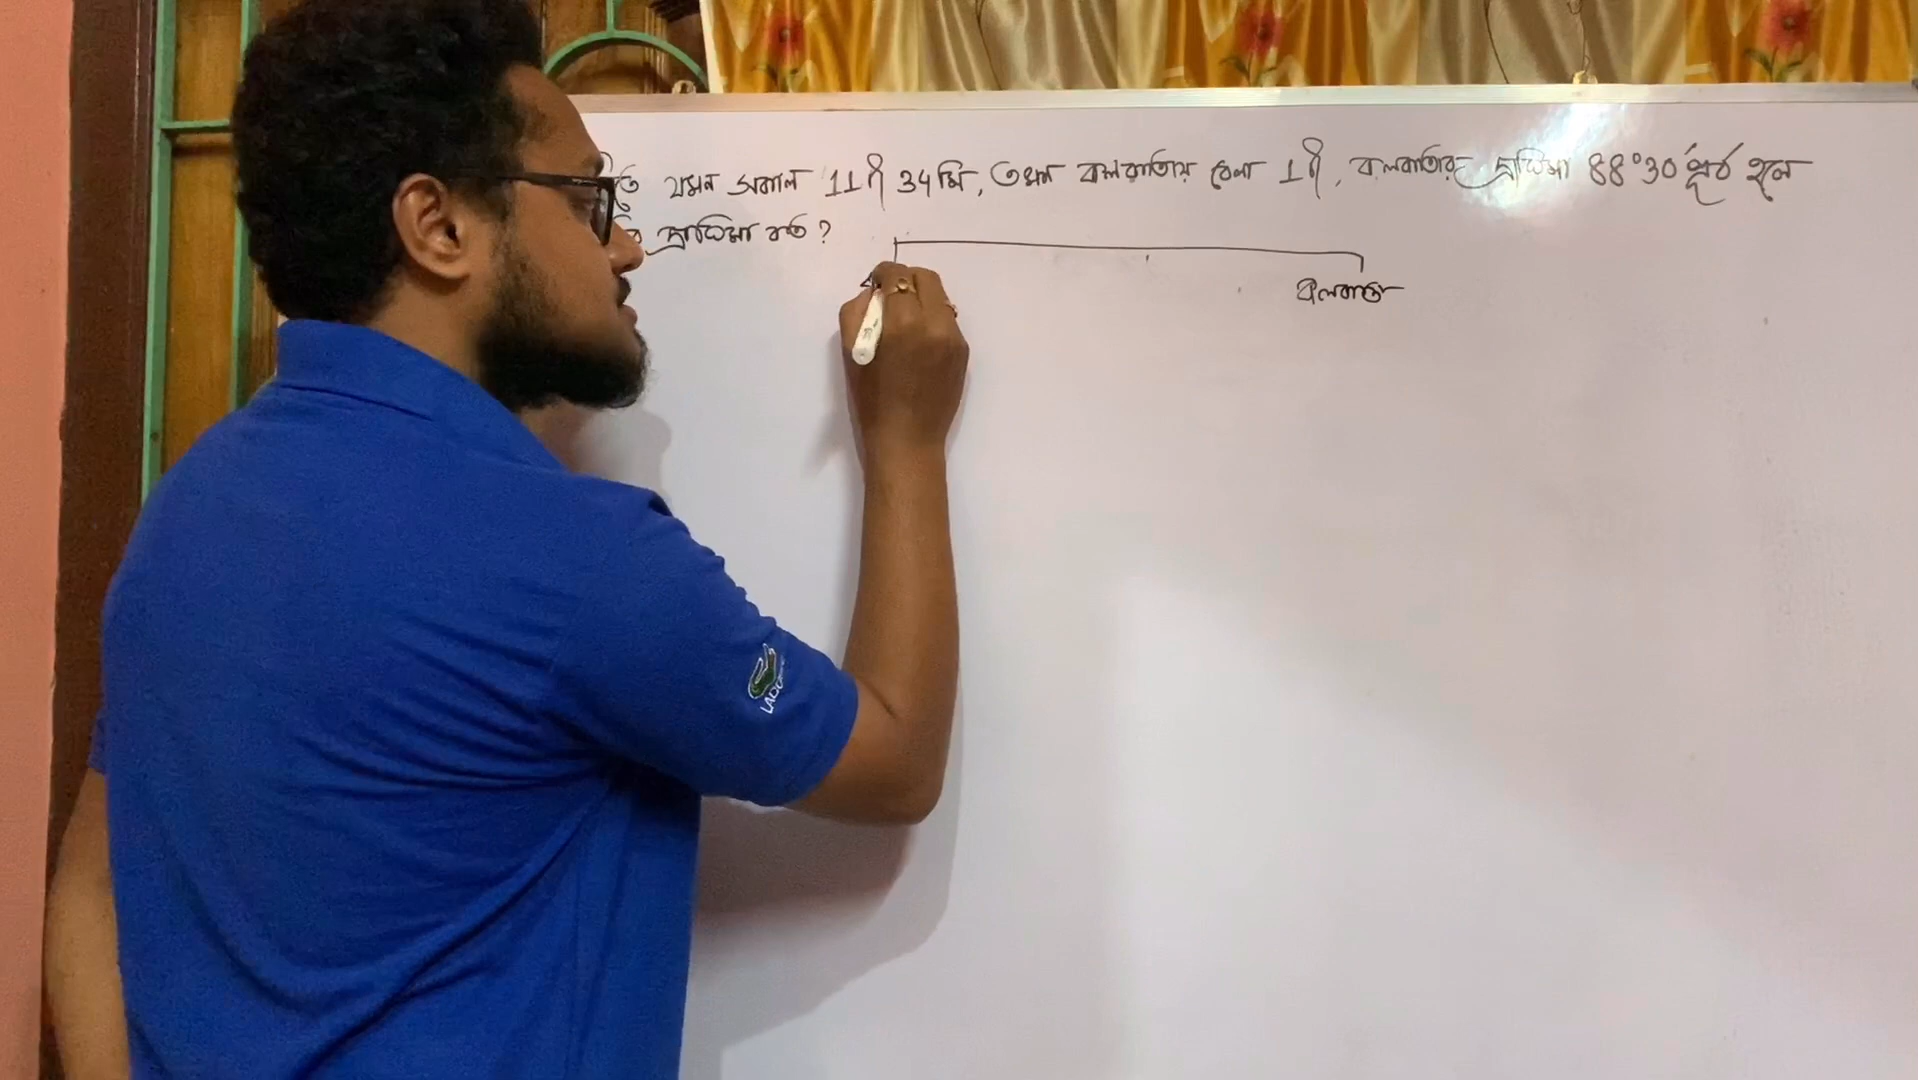 যখন সকাল 11টা 34মি, তখন কলকাতায় বেলা 1টা, কলকাতার দ্রাঘিমা 88°30' পূর্ব হলে
দ্রাঘিমা কত?
কলকাতা